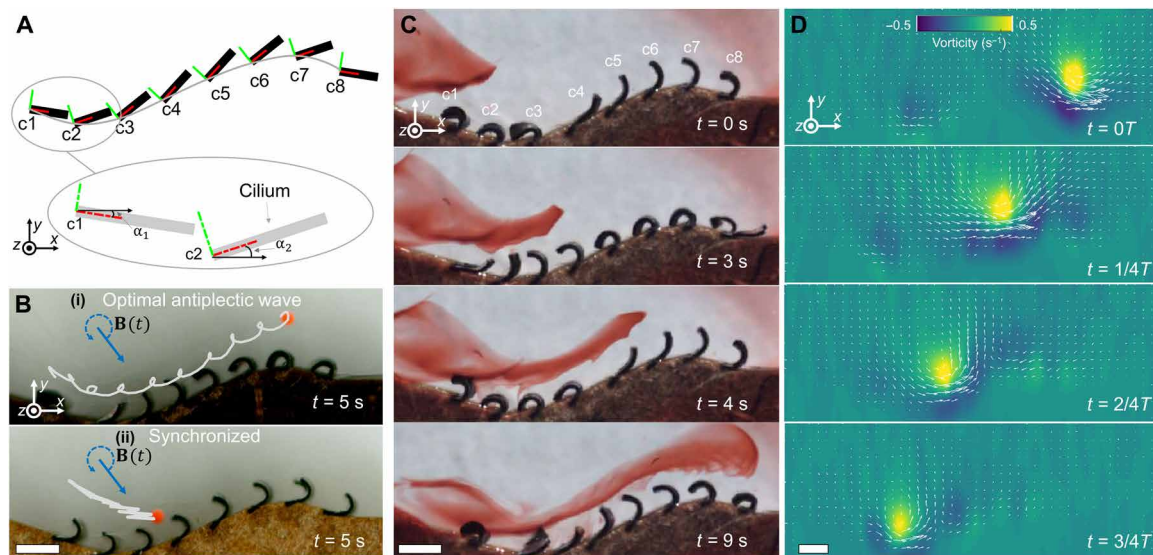 A
c1
c2
c3
c4
c5
c6
c7
c8
Cilium
c1
α1
c2
α2
y
z x
B
(i) Optimal antiplectic wave
B(t)
y
z x
t = 5 s
(ii) Synchronized
B(t)
t = 5 s
C
c1
c2
c3
c4
c5
c6
c7
c8
y
z x
t = 0 s
t = 3 s
t = 4 s
t = 9 s
D
−0.5 0.5
Vorticity (s⁻¹)
y
z x
t = 0T
t = 1/4T
t = 2/4T
t = 3/4T